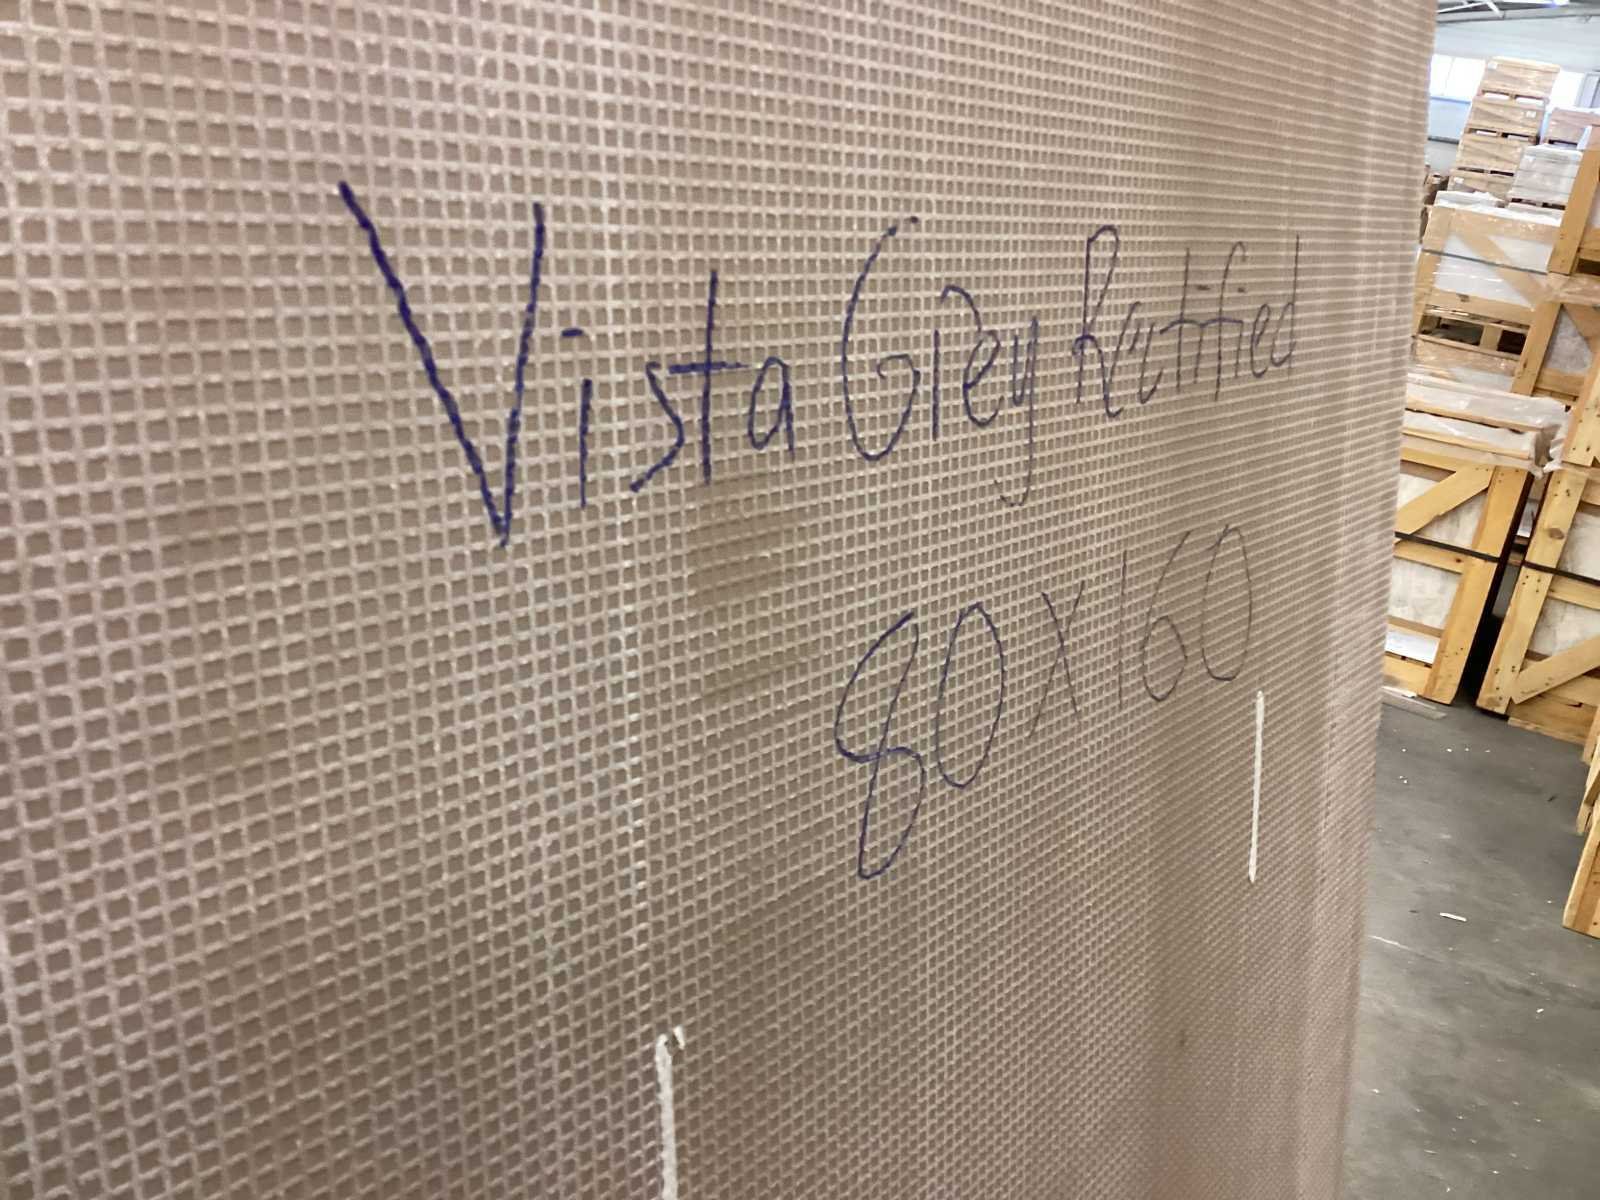 Vista Grey Rectified
80x160